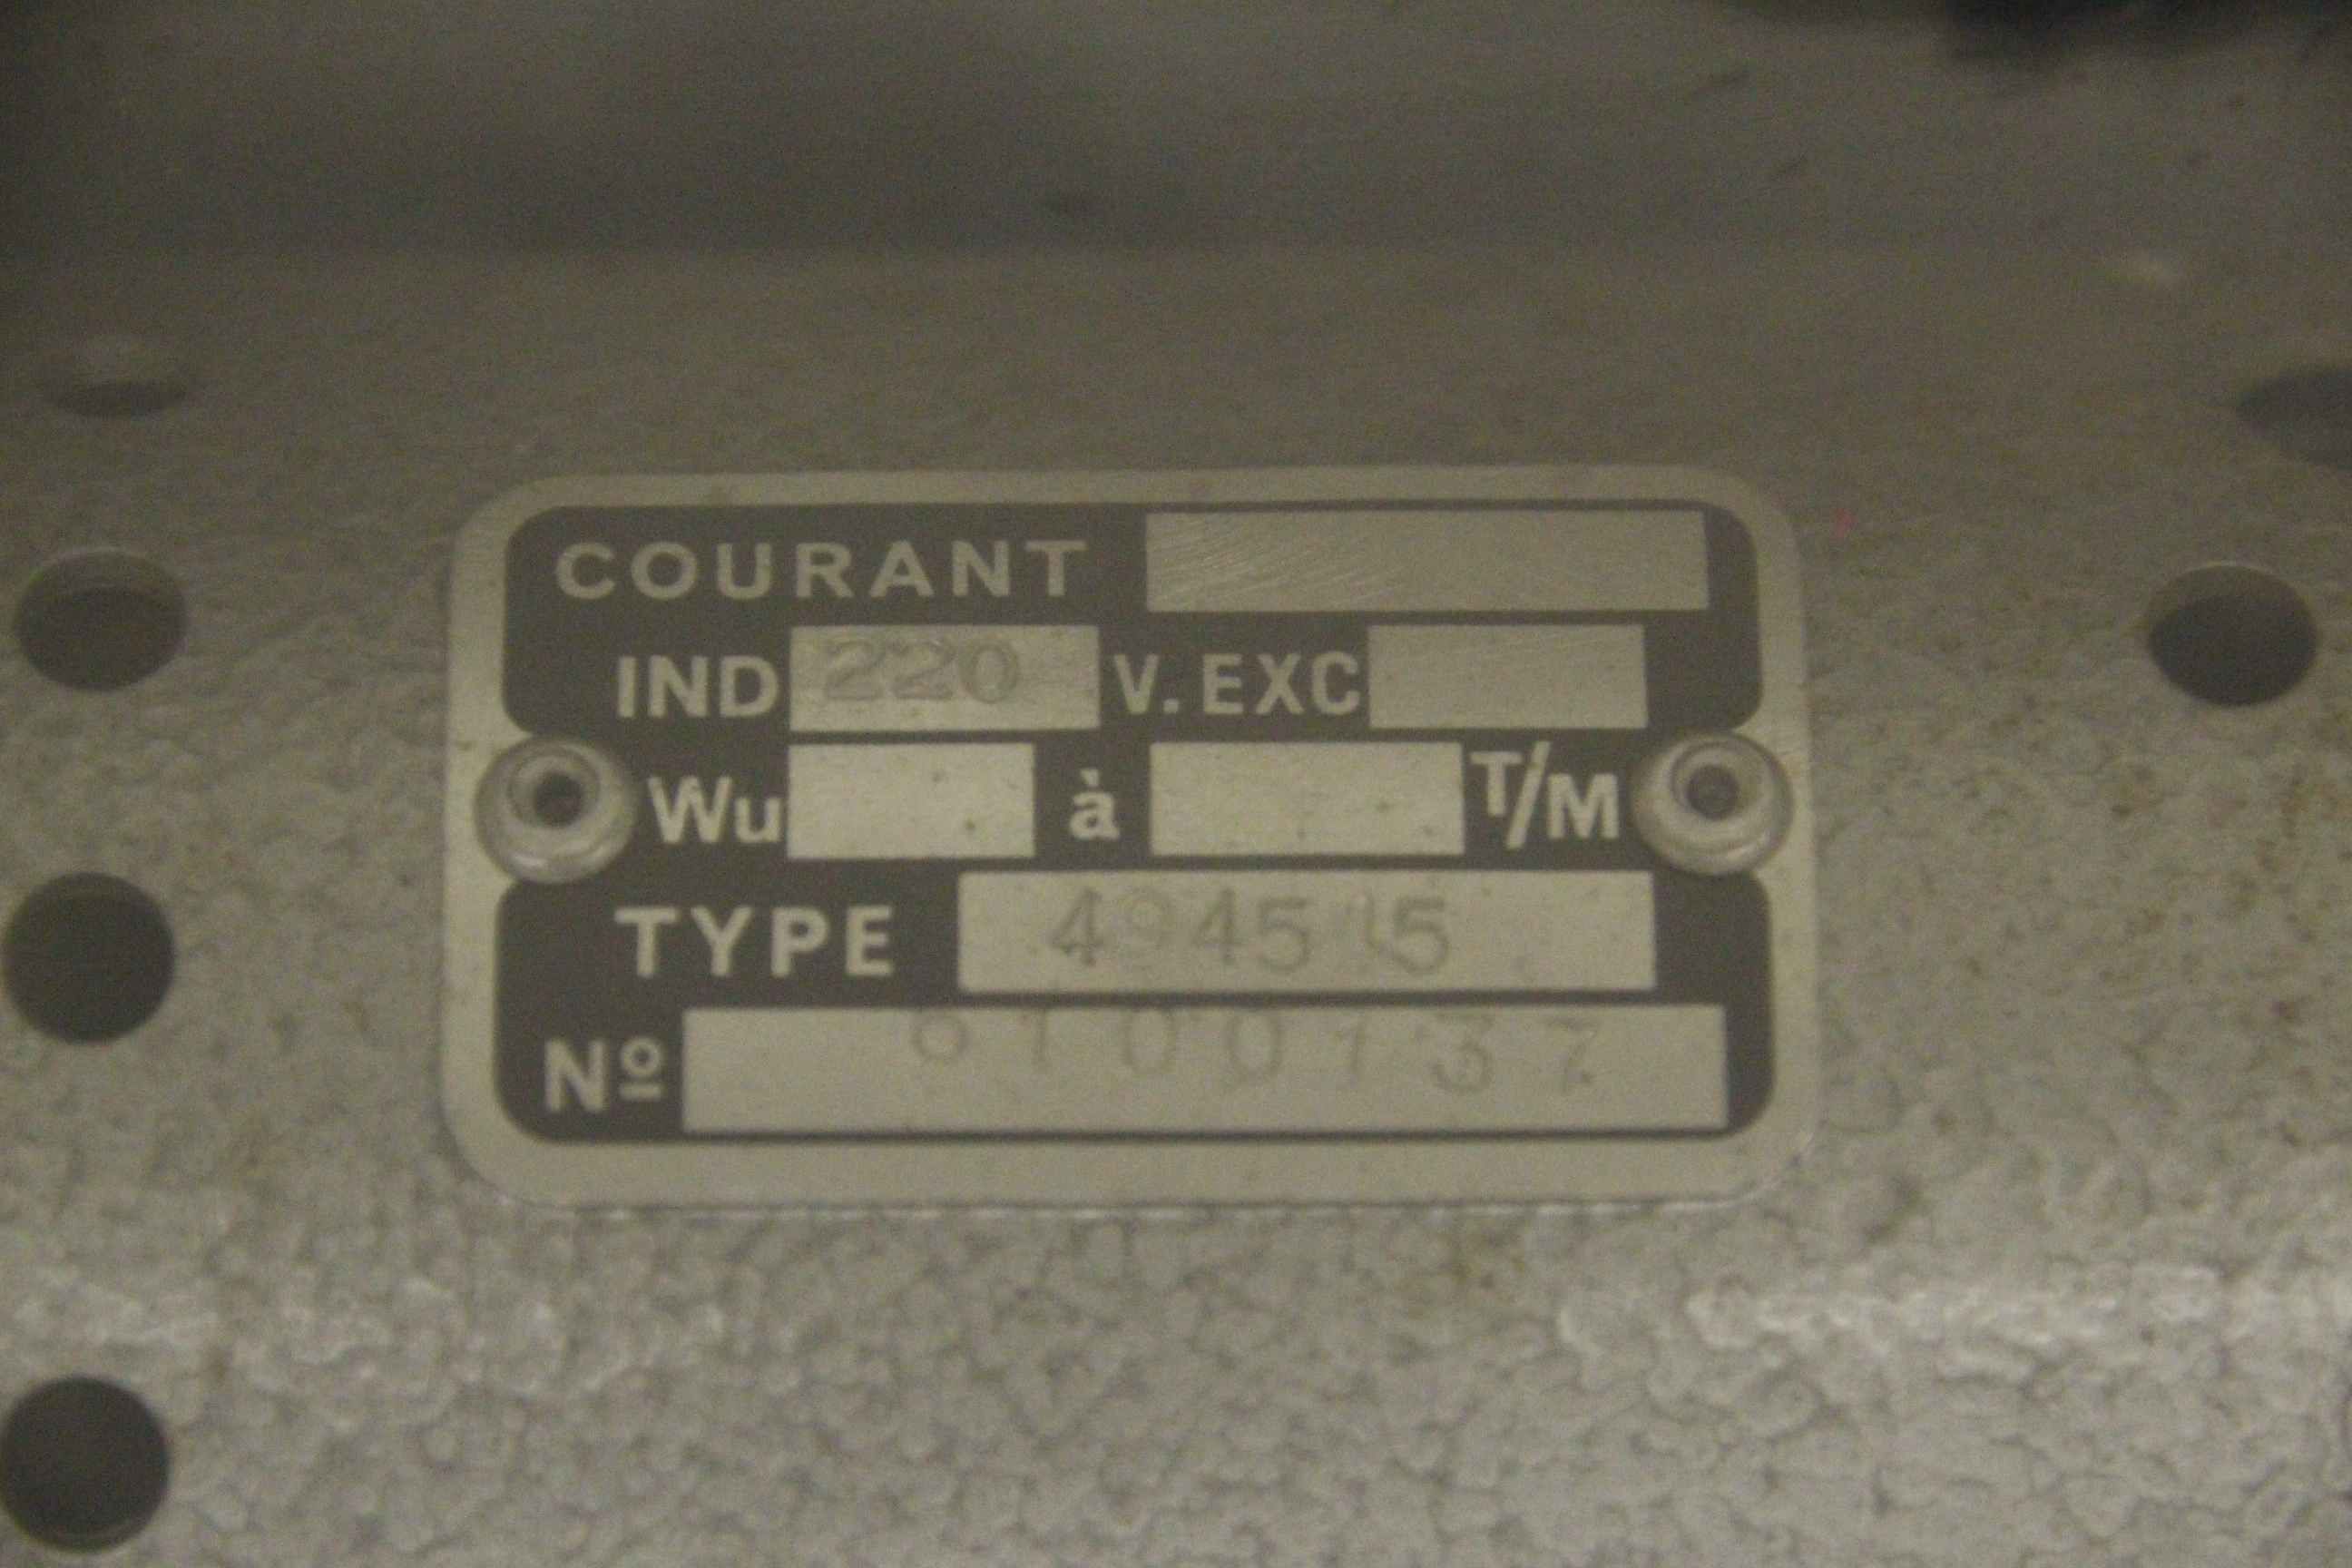 COURANT
IND 220 V. EXC
Wu à T/M
TYPE 494515
Nº 6100137